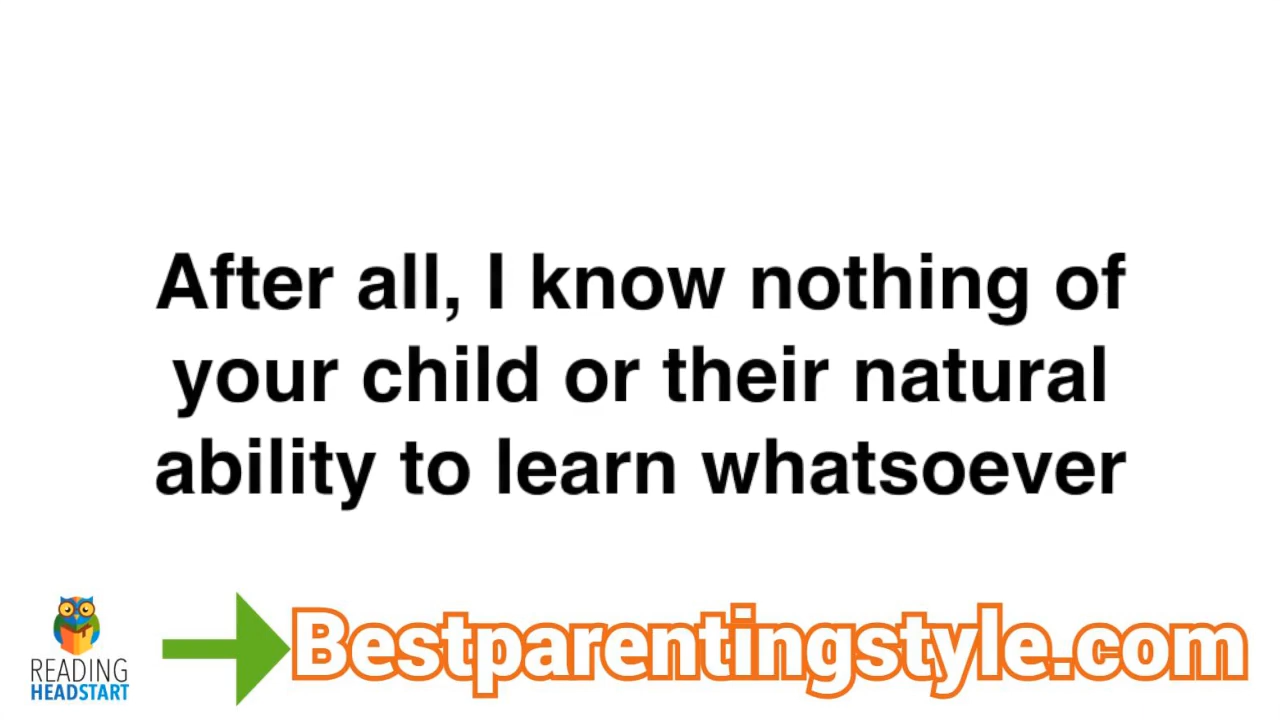 After all, I know nothing of
your child or their natural
ability to learn whatsoever
READING
HEADSTART
Bestparentingstyle.com